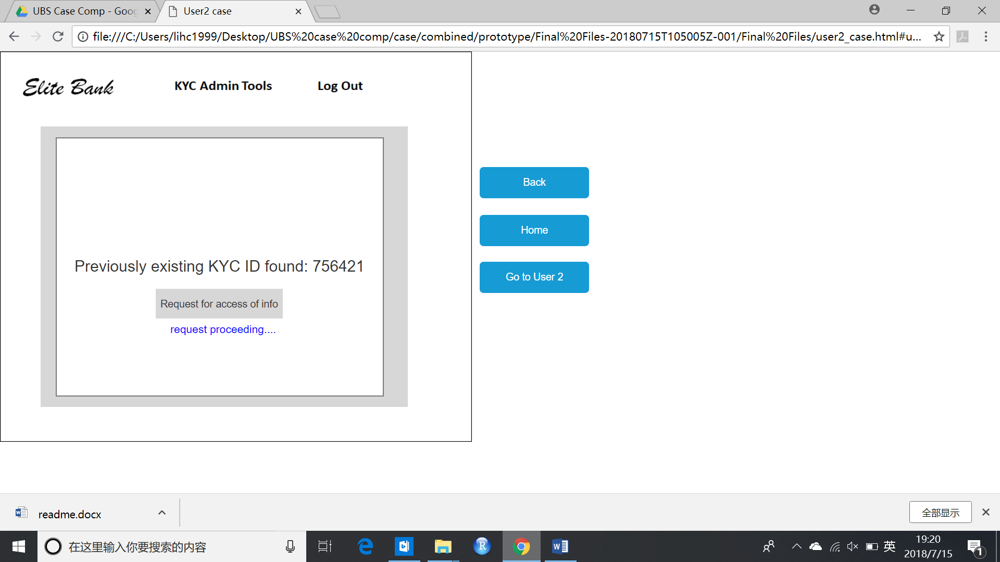 UBS Case Comp - Goog
User2 case
file:///C:/Users/lihc1999/Desktop/UBS%20case%20comp/case/combined/prototype/Final%20Files-20180715T105005Z-001/Final%20Files/user2_case.html#u...
Elite Bank
KYC Admin Tools
Log Out
Previously existing KYC ID found: 756421
Request for access of info
request proceeding....
Back
Home
Go to User 2
readme.docx
全部显示
在这里输入你要搜索的内容
英
19:20
2018/7/15
1